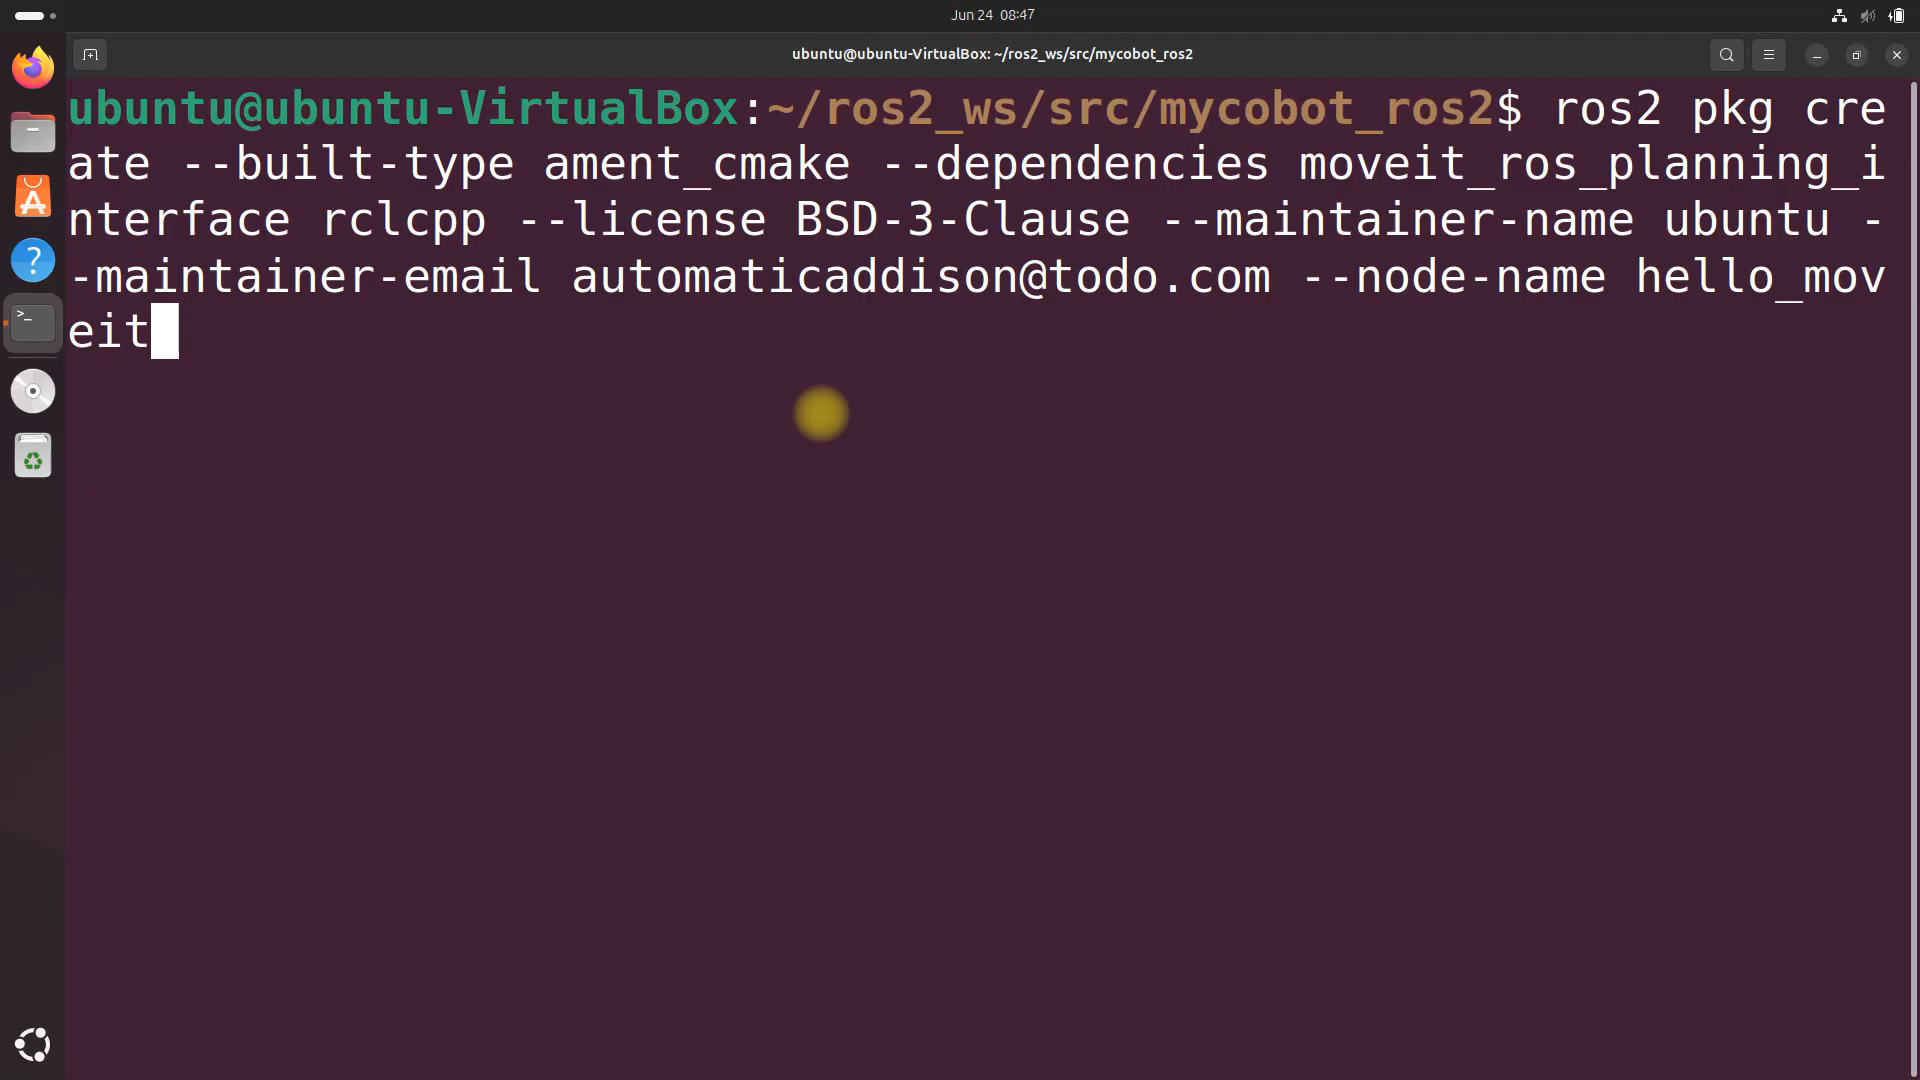 Jun 24 08:47
ubuntu@ubuntu-VirtualBox: ~/ros2_ws/src/mycobot_ros2
ubuntu@ubuntu-VirtualBox:~/ros2_ws/src/mycobot_ros2$ ros2 pkg cre
ate --built-type ament_cmake --dependencies moveit_ros_planning_i
nterface rclcpp --license BSD-3-Clause --maintainer-name ubuntu -
-maintainer-email automaticaddison@todo.com --node-name hello_mov
eit